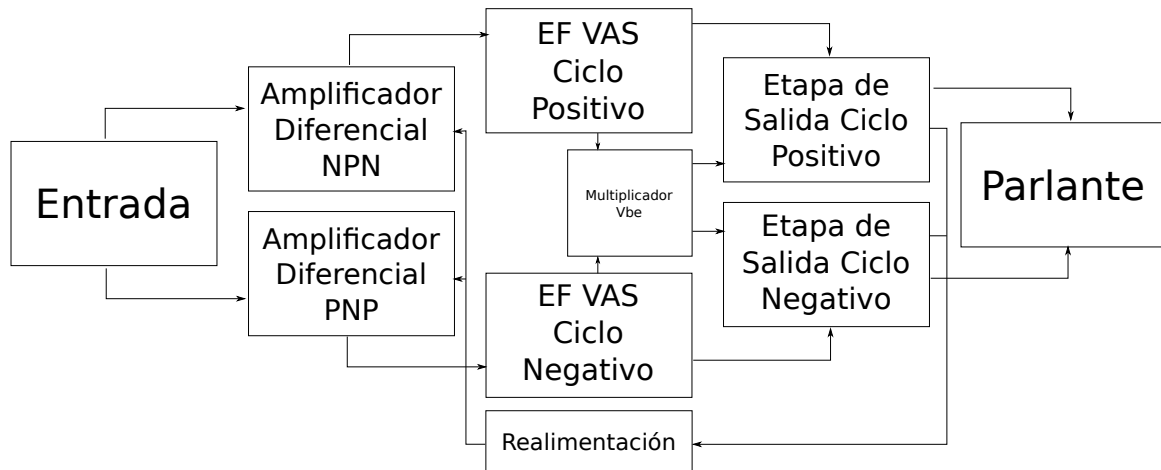 Entrada
Amplificador
Diferencial
NPN
Amplificador
Diferencial
PNP
EF VAS
Ciclo
Positivo
Multiplicador
Vbe
EF VAS
Ciclo
Negativo
Realimentación
Etapa de
Salida Ciclo
Positivo
Etapa de
Salida Ciclo
Negativo
Parlante